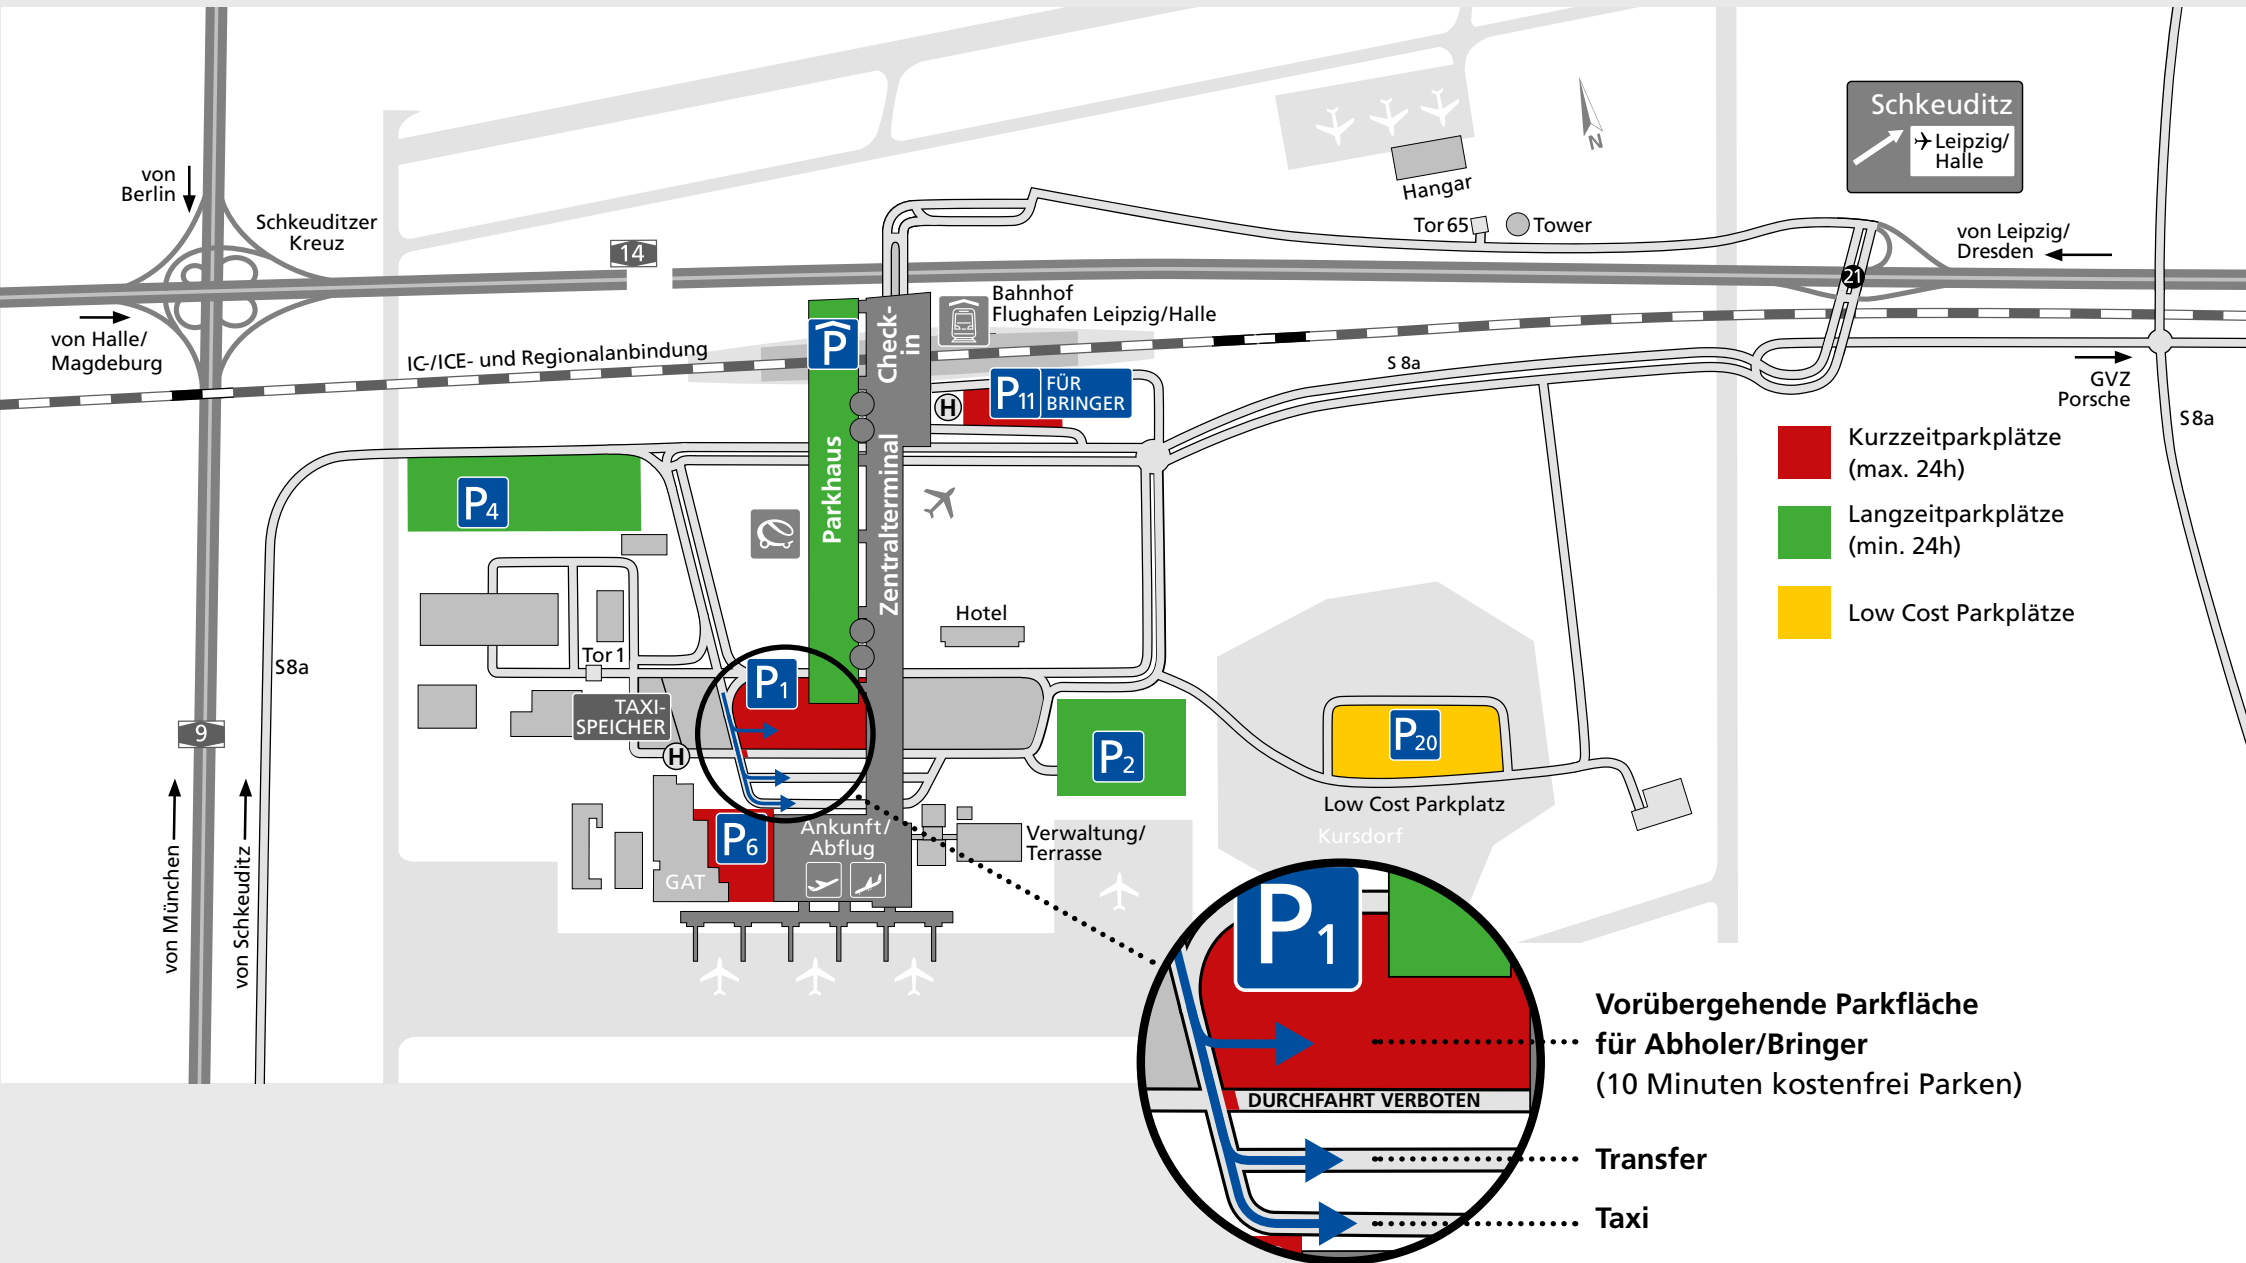 Schkeuditz
Leipzig/
Halle
N
Hangar
Tor 65
Tower
von Leipzig/
Dresden
von
Berlin
Schkeuditzer
Kreuz
14
21
von Halle/
Magdeburg
IC-/ICE- und Regionalanbindung
Bahnhof
Flughafen Leipzig/Halle
Check-
in
P
P11
FÜR
BRINGER
H
S 8a
GVZ
Porsche
S8a
Kurzzeitparkplätze
(max. 24h)
Langzeitparkplätze
(min. 24h)
Low Cost Parkplätze
P4
Parkhaus
Zentralterminal
Hotel
Tor 1
S8a
P1
TAXI-
SPEICHER
H
9
P2
P20
Low Cost Parkplatz
Kursdorf
P6
Ankunft/
Abflug
Verwaltung/
Terrasse
GAT
von München
von Schkeuditz
P1
Vorübergehende Parkfläche
für Abholer/Bringer
(10 Minuten kostenfrei Parken)
DURCHFAHRT VERBOTEN
Transfer
Taxi